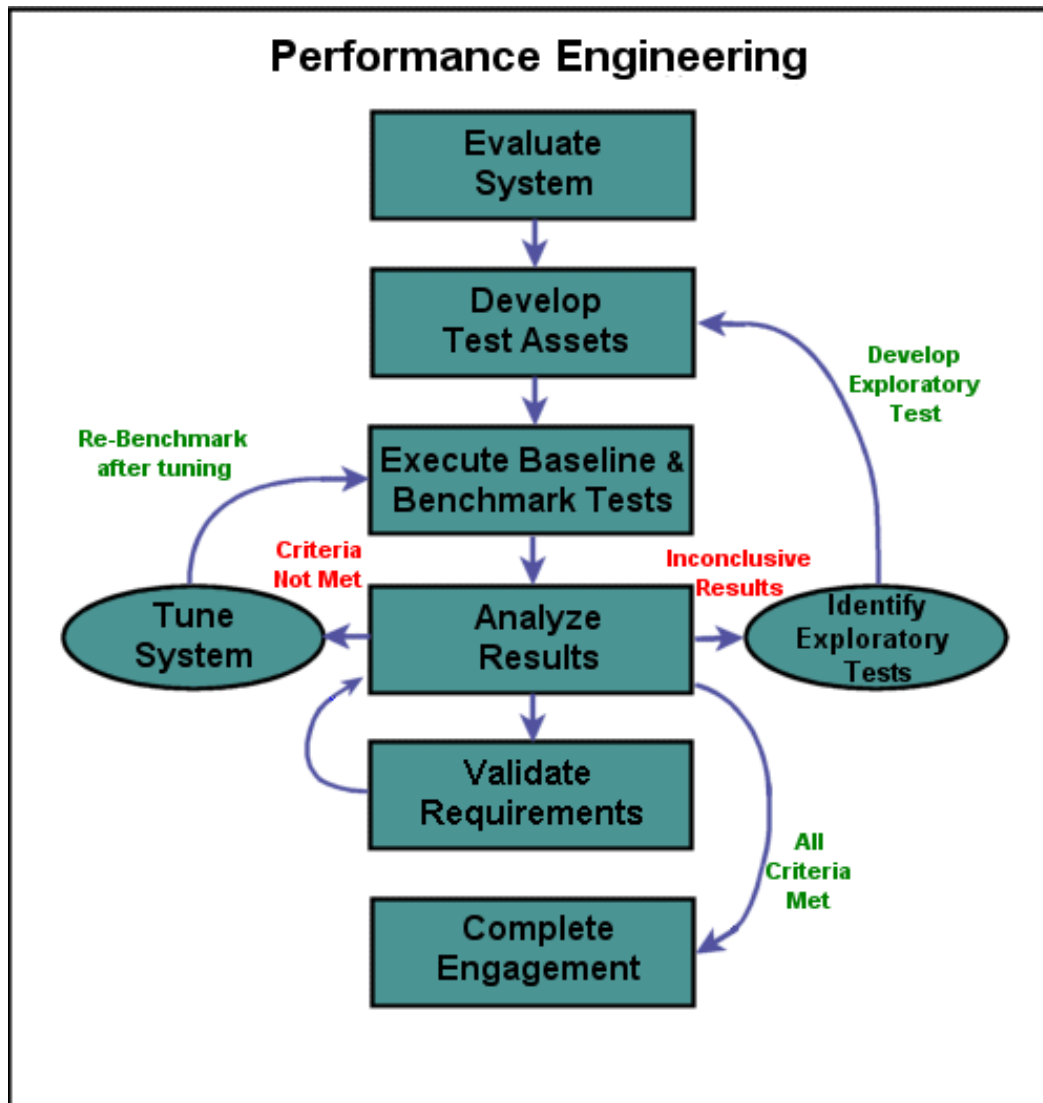 Performance Engineering
Evaluate
System
Develop
Test Assets
Develop
Exploratory
Test
Re-Benchmark
after tuning
Execute Baseline &
Benchmark Tests
Criteria
Not Met
Inconclusive
Results
Tune
System
Analyze
Results
Identify
Exploratory
Tests
Validate
Requirements
All
Criteria
Met
Complete
Engagement